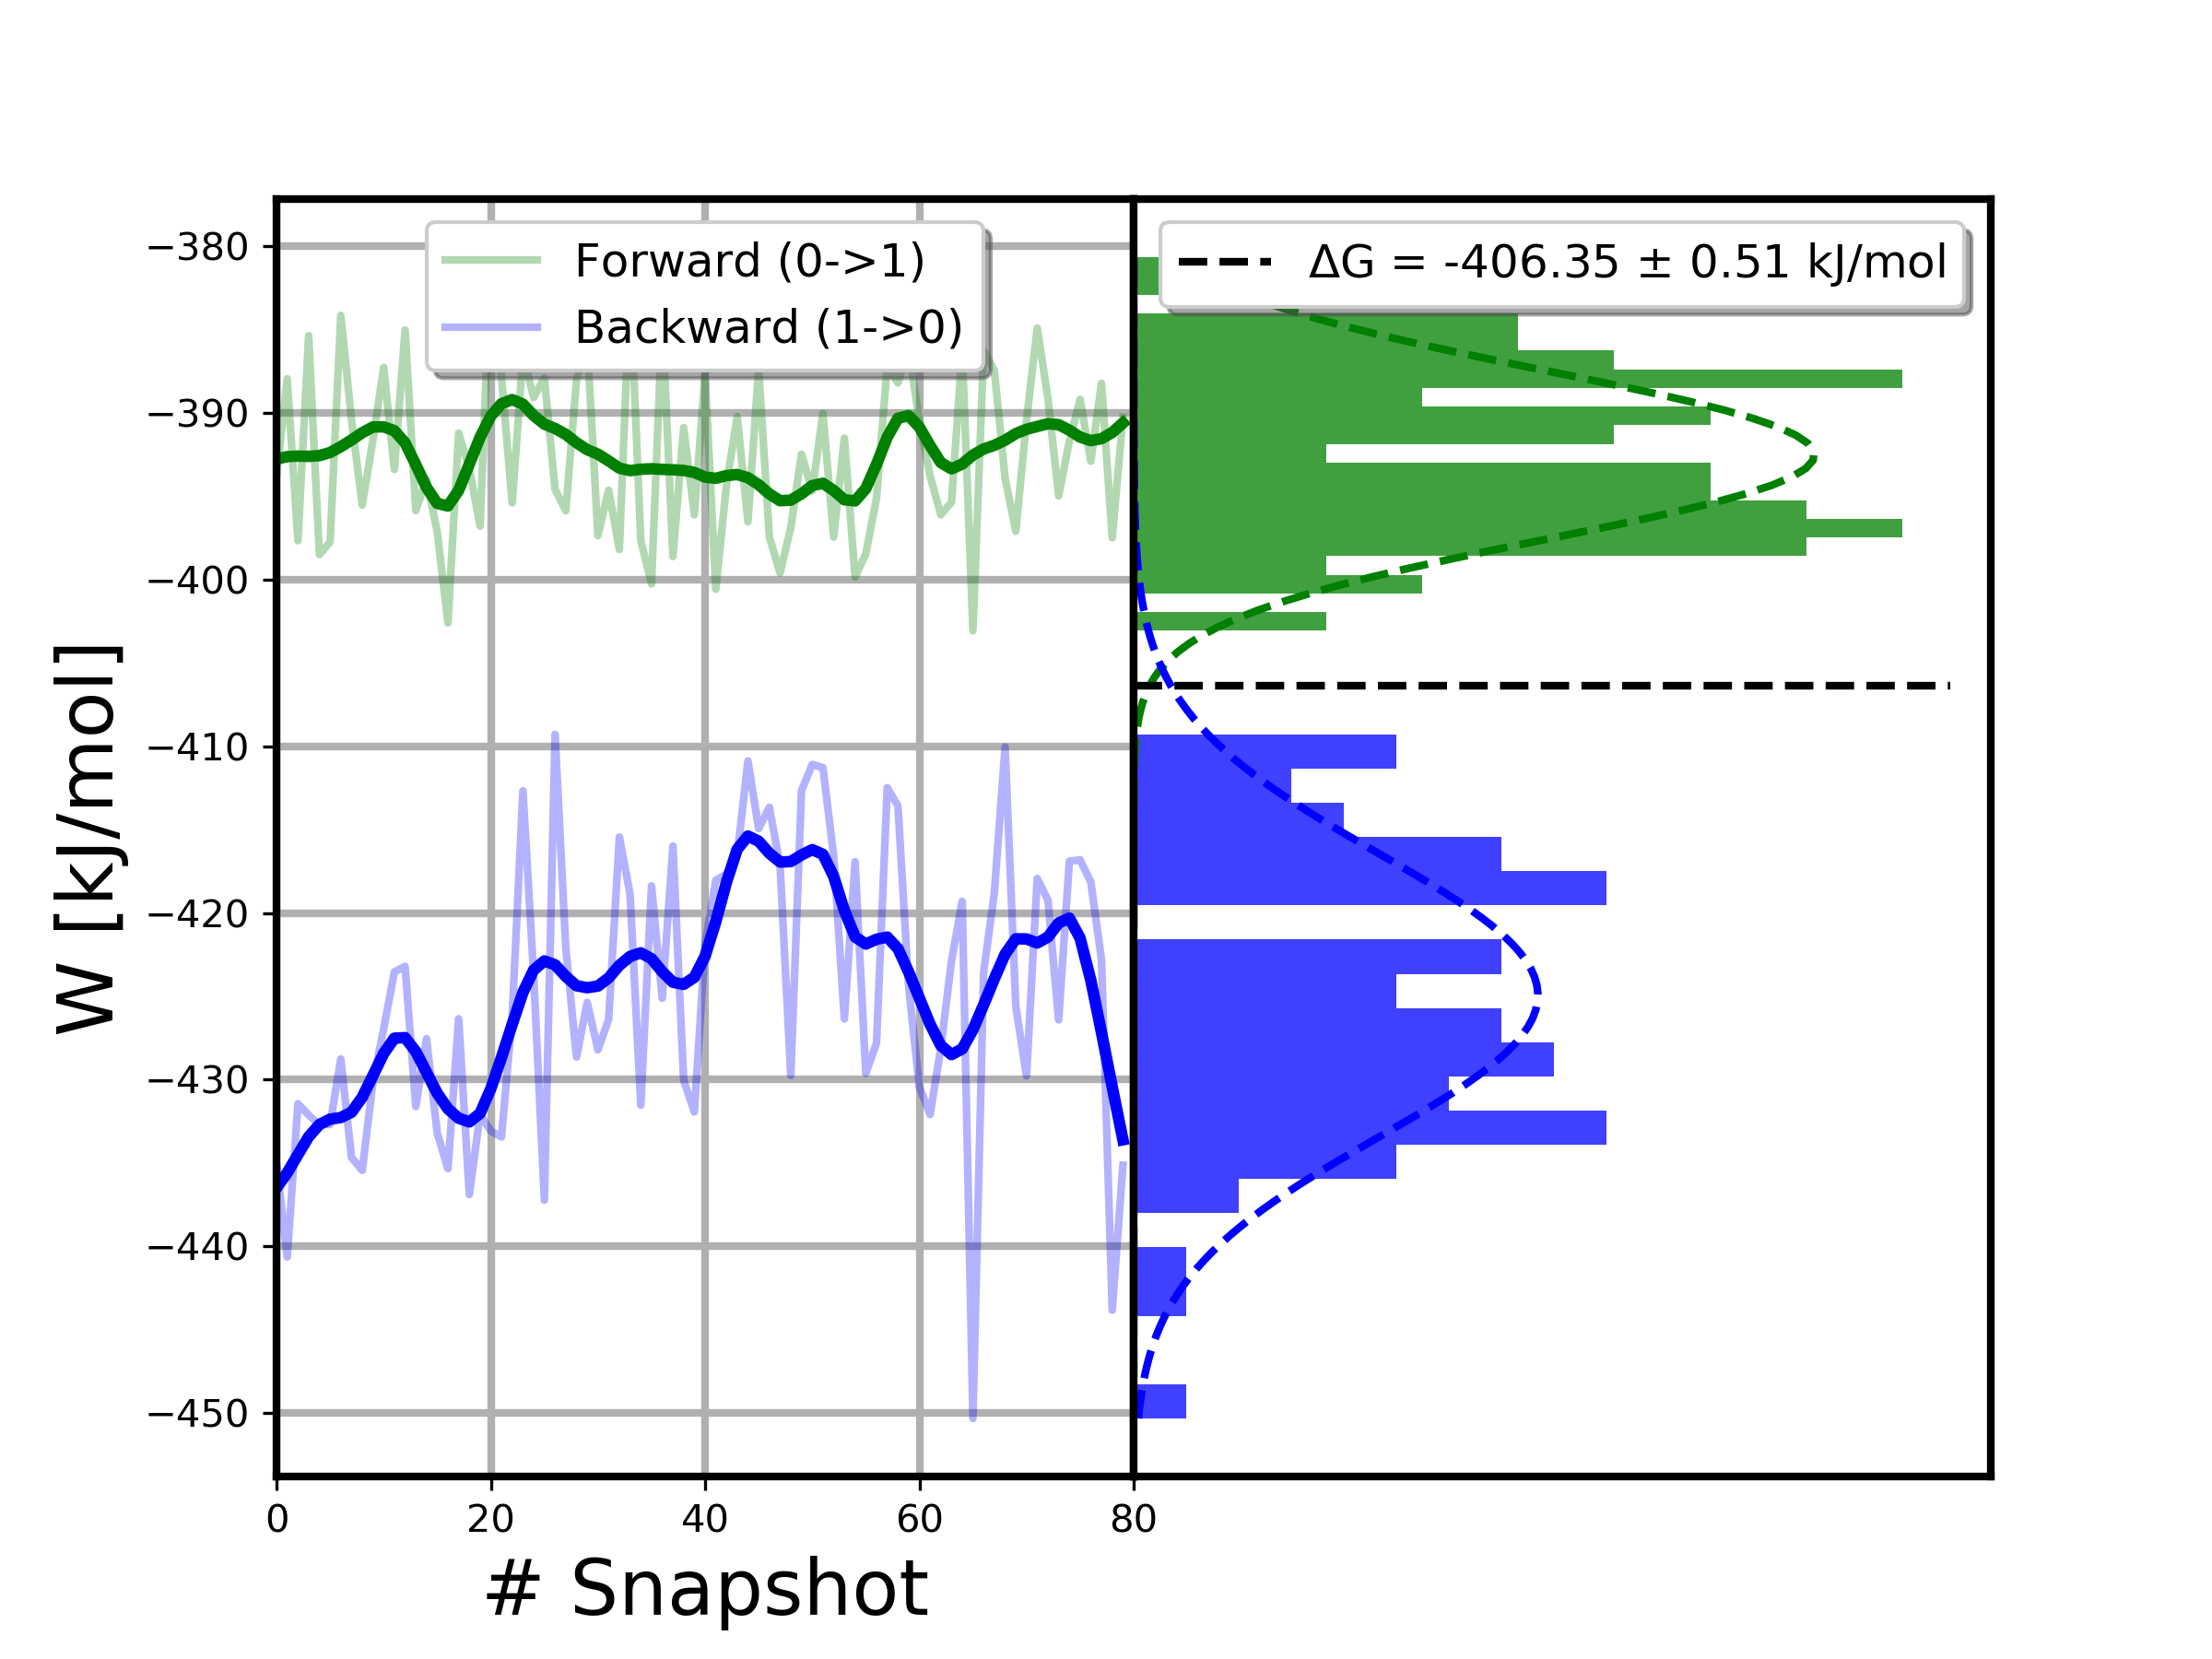 Forward (0->1)
Backward (1->0)
ΔG = -406.35 ± 0.51 kJ/mol
W [kJ/mol]
−380
−390
−400
−410
−420
−430
−440
−450
0 20 40 60 80
# Snapshot